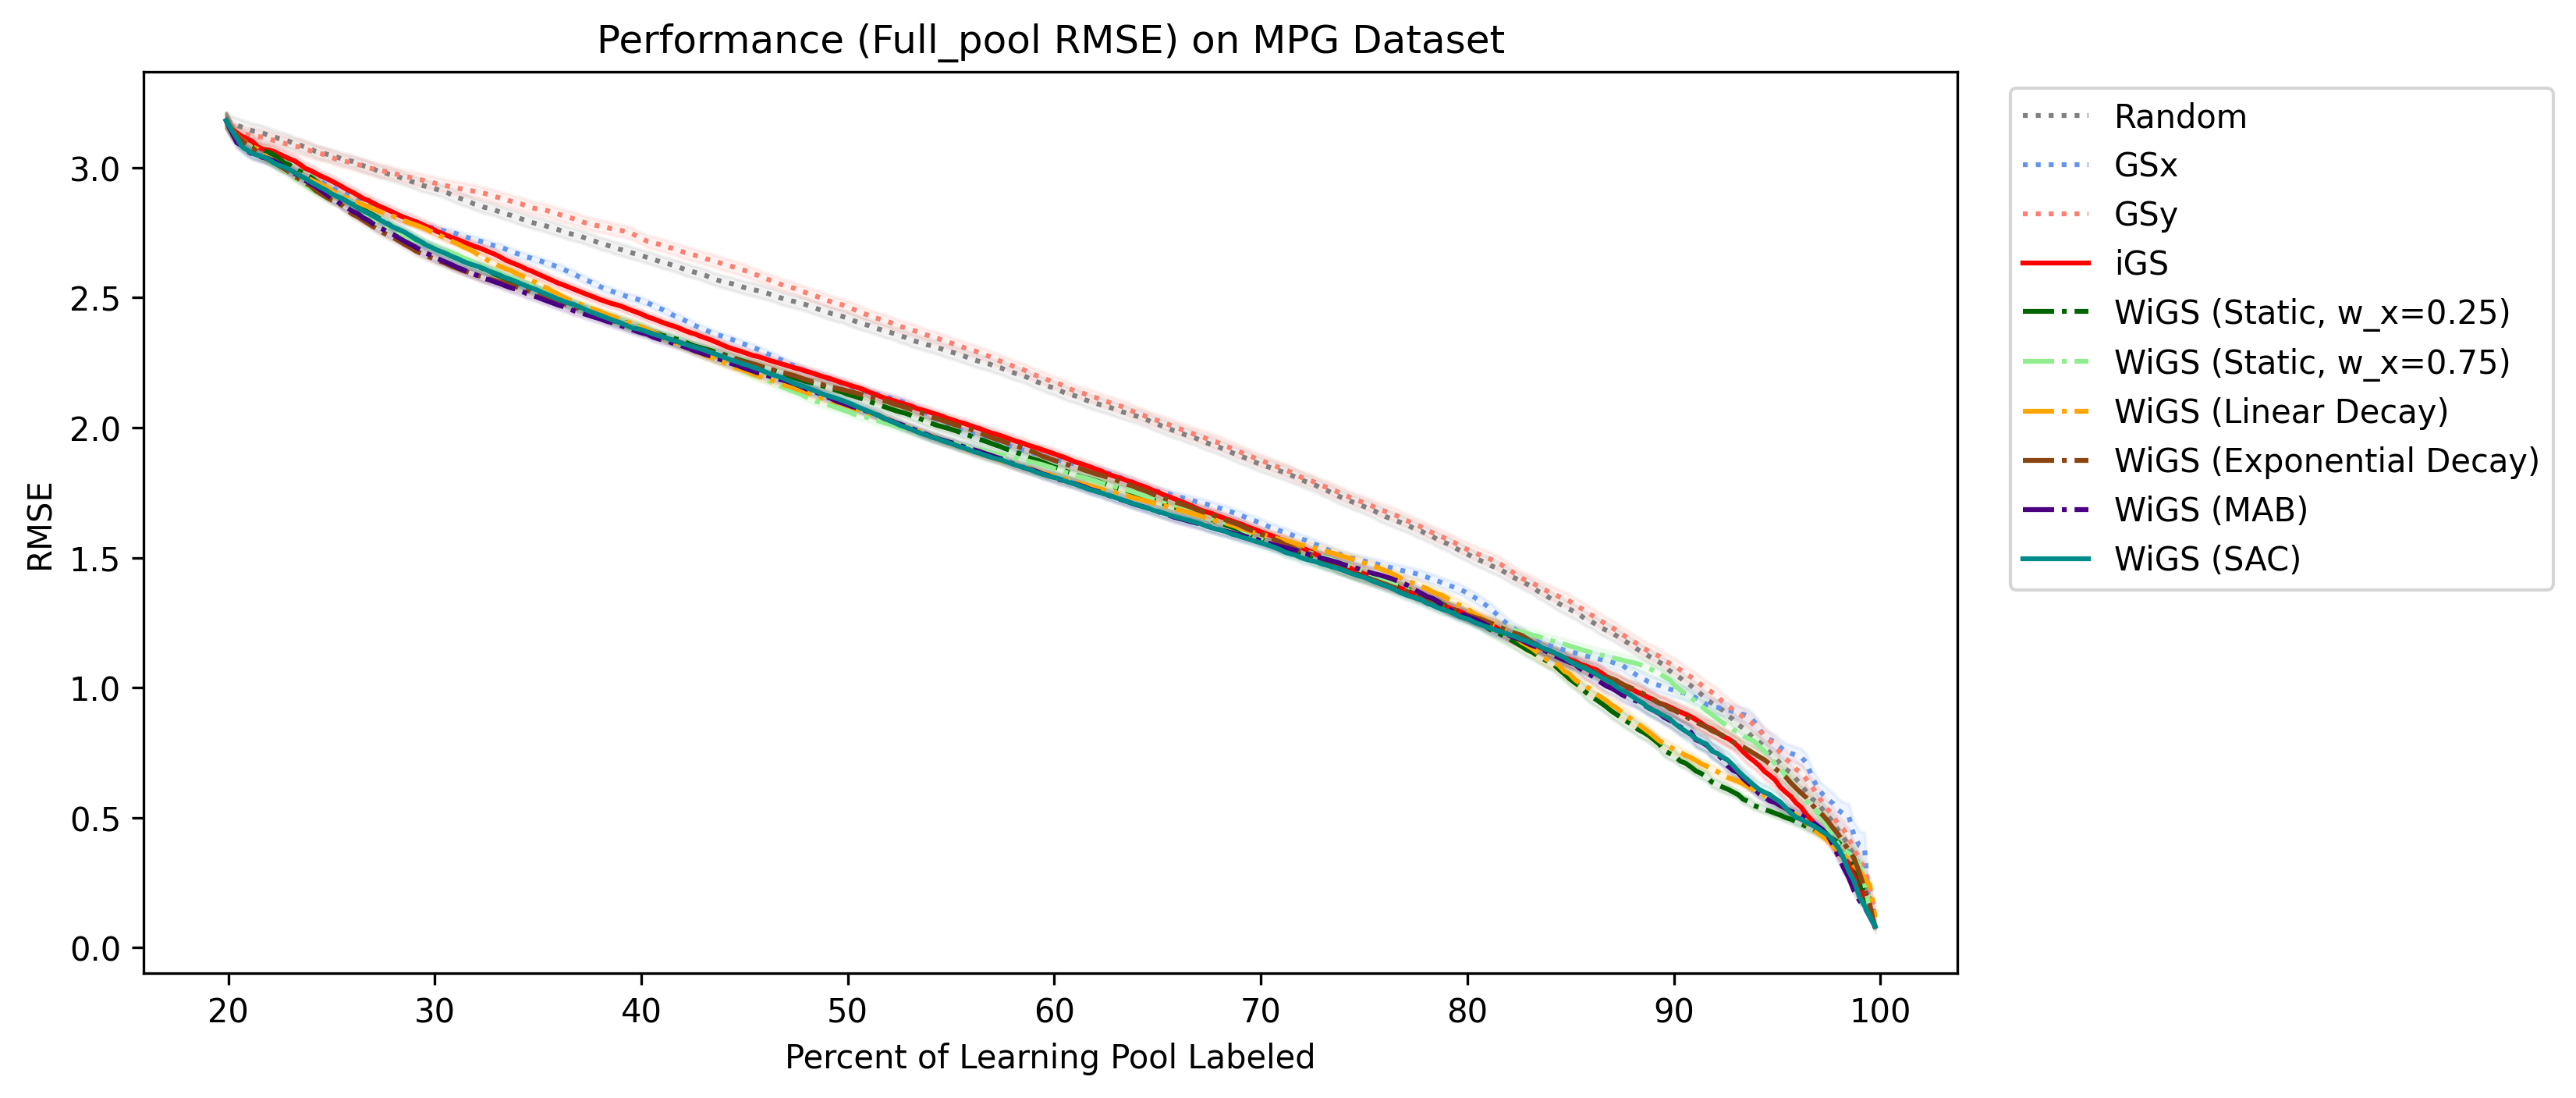 Performance (Full_pool RMSE) on MPG Dataset
RMSE
3.0
2.5
2.0
1.5
1.0
0.5
0.0
20 30 40 50 60 70 80 90 100
Percent of Learning Pool Labeled
Random
GSx
GSy
iGS
WiGS (Static, w_x=0.25)
WiGS (Static, w_x=0.75)
WiGS (Linear Decay)
WiGS (Exponential Decay)
WiGS (MAB)
WiGS (SAC)